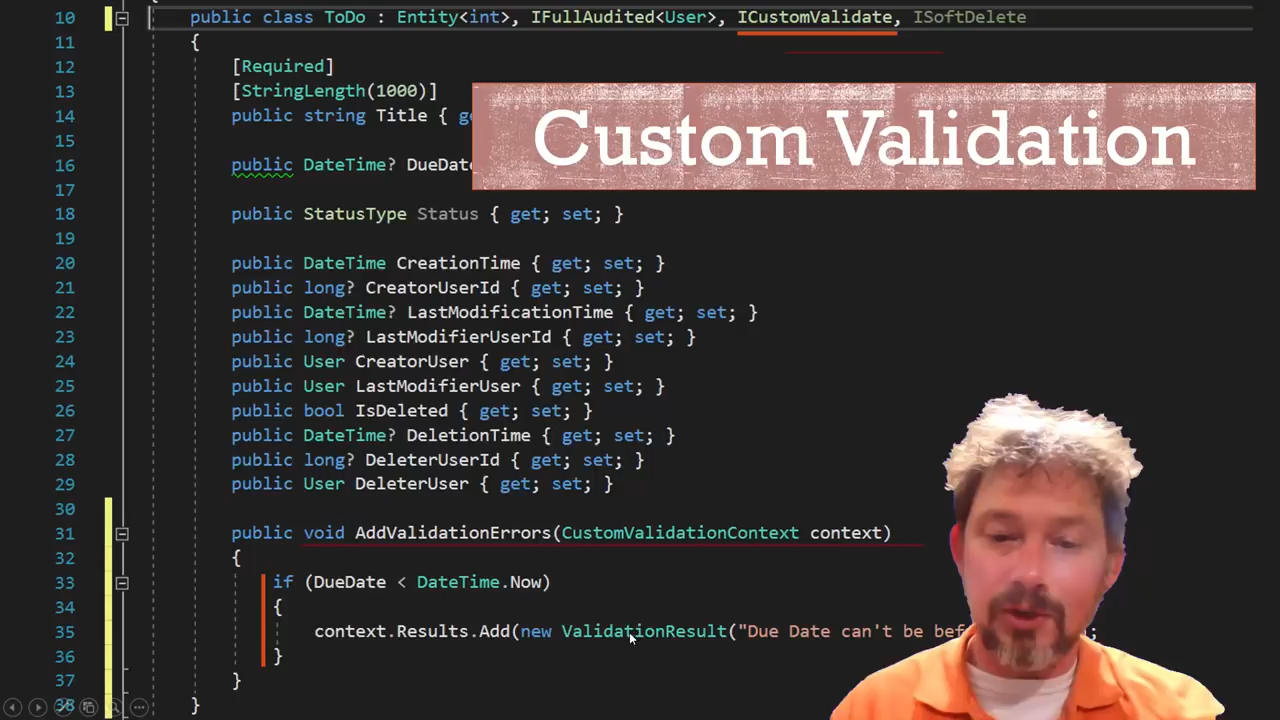 10 public class ToDo : Entity<int>, IFullAudited<User>, ICustomValidate, ISoftDelete
11 {
12 [Required]
13 [StringLength(1000)]
14 public string Title {
Custom Validation
15
16 public DateTime? DueDate
17
18 public StatusType Status { get; set; }
19
20 public DateTime CreationTime { get; set; }
21 public long? CreatorUserId { get; set; }
22 public DateTime? LastModificationTime { get; set; }
23 public long? LastModifierUserId { get; set; }
24 public User CreatorUser { get; set; }
25 public User LastModifierUser { get; set; }
26 public bool IsDeleted { get; set; }
27 public DateTime? DeletionTime { get; set; }
28 public long? DeleterUserId { get; set; }
29 public User DeleterUser { get; set; }
30
31 public void AddValidationErrors(CustomValidationContext context)
32 {
33 if (DueDate < DateTime.Now)
34 {
35 context.Results.Add(new ValidationResult("Due Date can't be ;
36 }
37 }
38 }